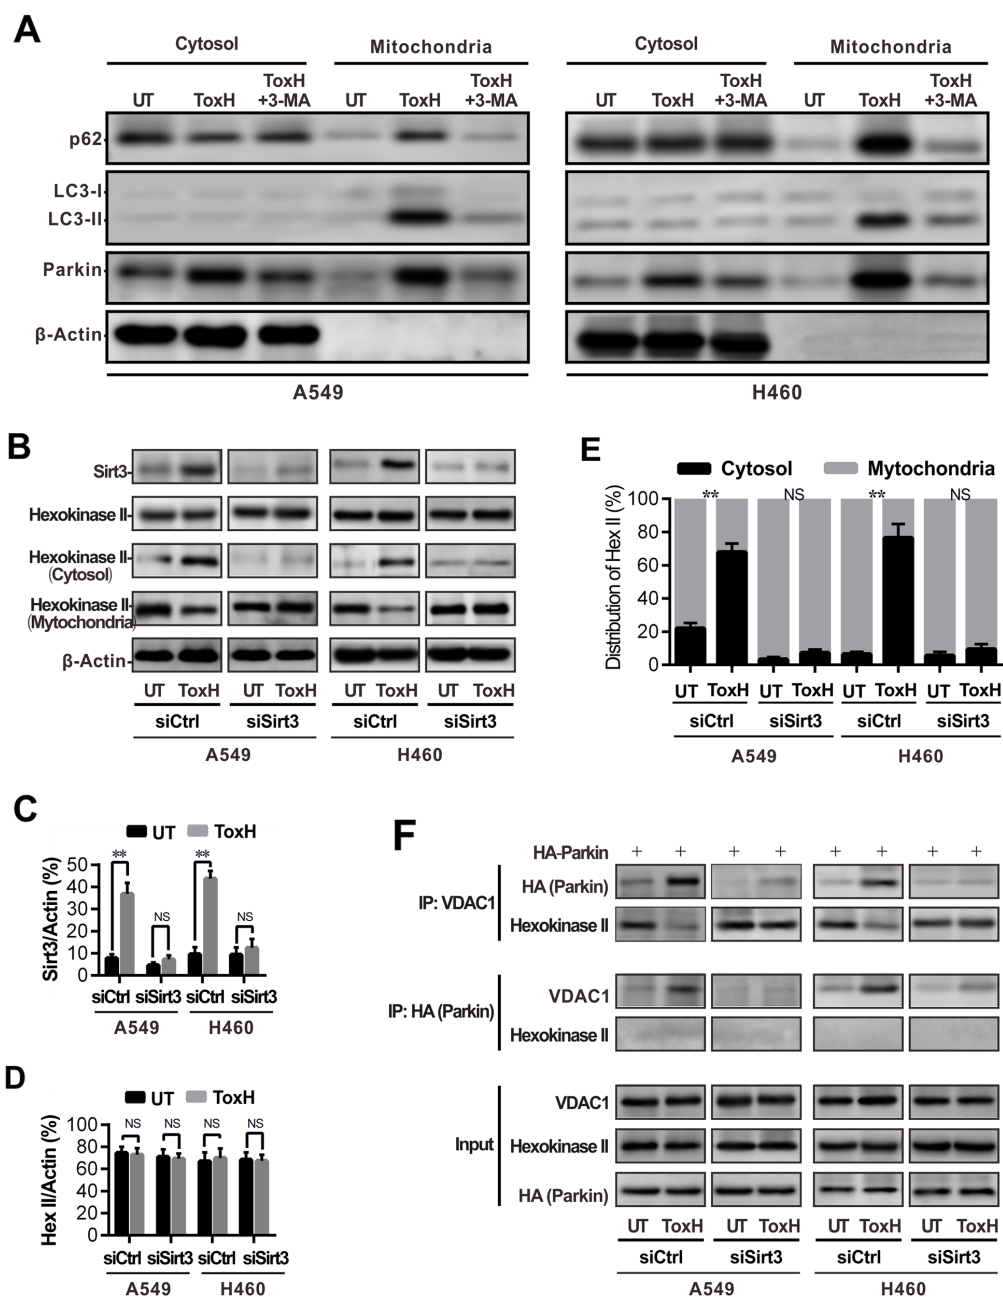 A
Cytosol Mitochondria Cytosol Mitochondria
ToxH ToxH ToxH ToxH
UT ToxH +3-MA UT ToxH +3-MA UT ToxH +3-MA UT ToxH +3-MA
p62
LC3-I
LC3-II
Parkin
β-Actin
A549 H460
B
Sirt3
Hexokinase II
Hexokinase II
(Cytosol)
Hexokinase II
(Mytochondria)
β-Actin
UT ToxH UT ToxH UT ToxH UT ToxH
siCtrl siSirt3 siCtrl siSirt3
A549 H460
E
Cytosol Mytochondria
** NS ** NS
Distribution of Hex II (%)
100
80
60
40
20
0
UT ToxH UT ToxH UT ToxH UT ToxH
siCtrl siSirt3 siCtrl siSirt3
A549 H460
C
UT ToxH
Sirt3/Actin (%)
50
40
30
20
10
0
** NS ** NS
siCtrl siSirt3 siCtrl siSirt3
A549 H460
D
UT ToxH
Hex II/Actin (%)
100
80
60
40
20
0
NS NS NS NS
siCtrl siSirt3 siCtrl siSirt3
A549 H460
F
HA-Parkin + + + + + + + +
IP: VDAC1
HA (Parkin)
Hexokinase II
IP: HA (Parkin)
VDAC1
Hexokinase II
Input
VDAC1
Hexokinase II
HA (Parkin)
UT ToxH UT ToxH UT ToxH UT ToxH
siCtrl siSirt3 siCtrl siSirt3
A549 H460